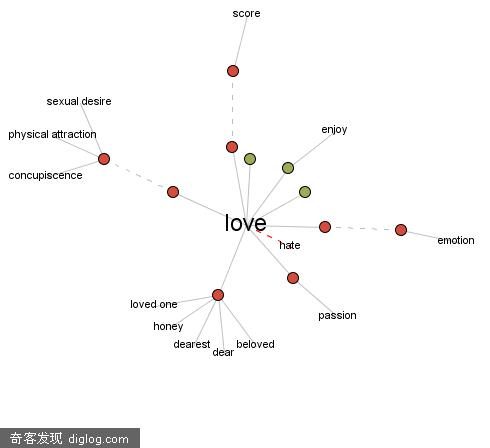 score
sexual desire
enjoy
physical attraction
concupiscence
love
emotion
hate
loved one
passion
honey
dearest
beloved
dear
奇客发现 diglog.com